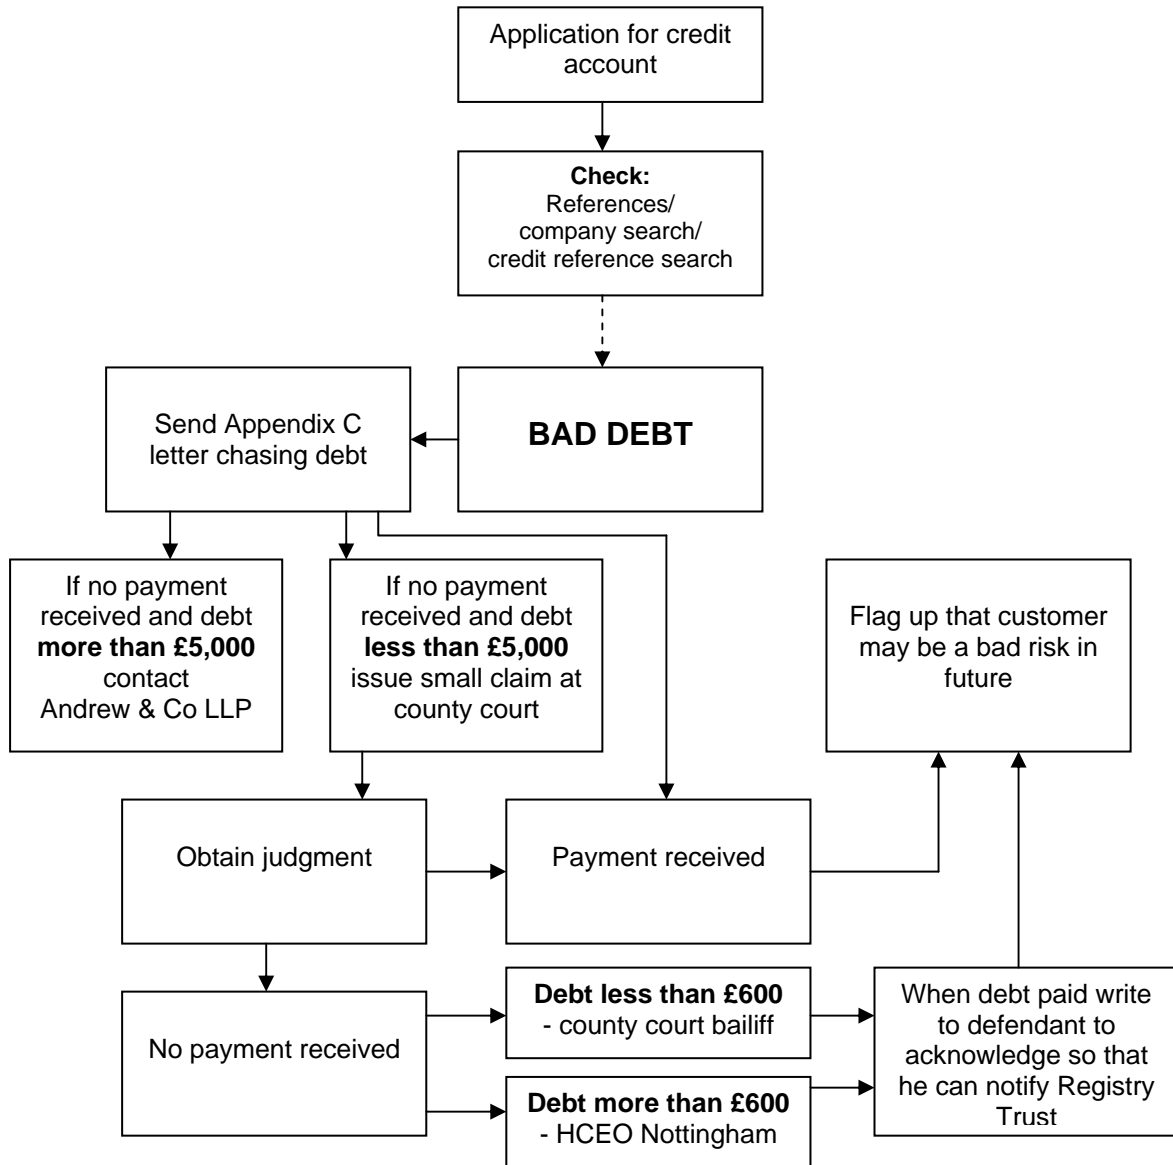 Application for credit
account
Check:
References/
company search/
credit reference search
Send Appendix C
letter chasing debt
BAD DEBT
If no payment
received and debt
more than £5,000
contact
Andrew & Co LLP
If no payment
received and debt
less than £5,000
issue small claim at
county court
Flag up that customer
may be a bad risk in
future
Obtain judgment
Payment received
No payment received
Debt less than £600
- county court bailiff
Debt more than £600
- HCEO Nottingham
When debt paid write
to defendant to
acknowledge so that
he can notify Registry
Trust